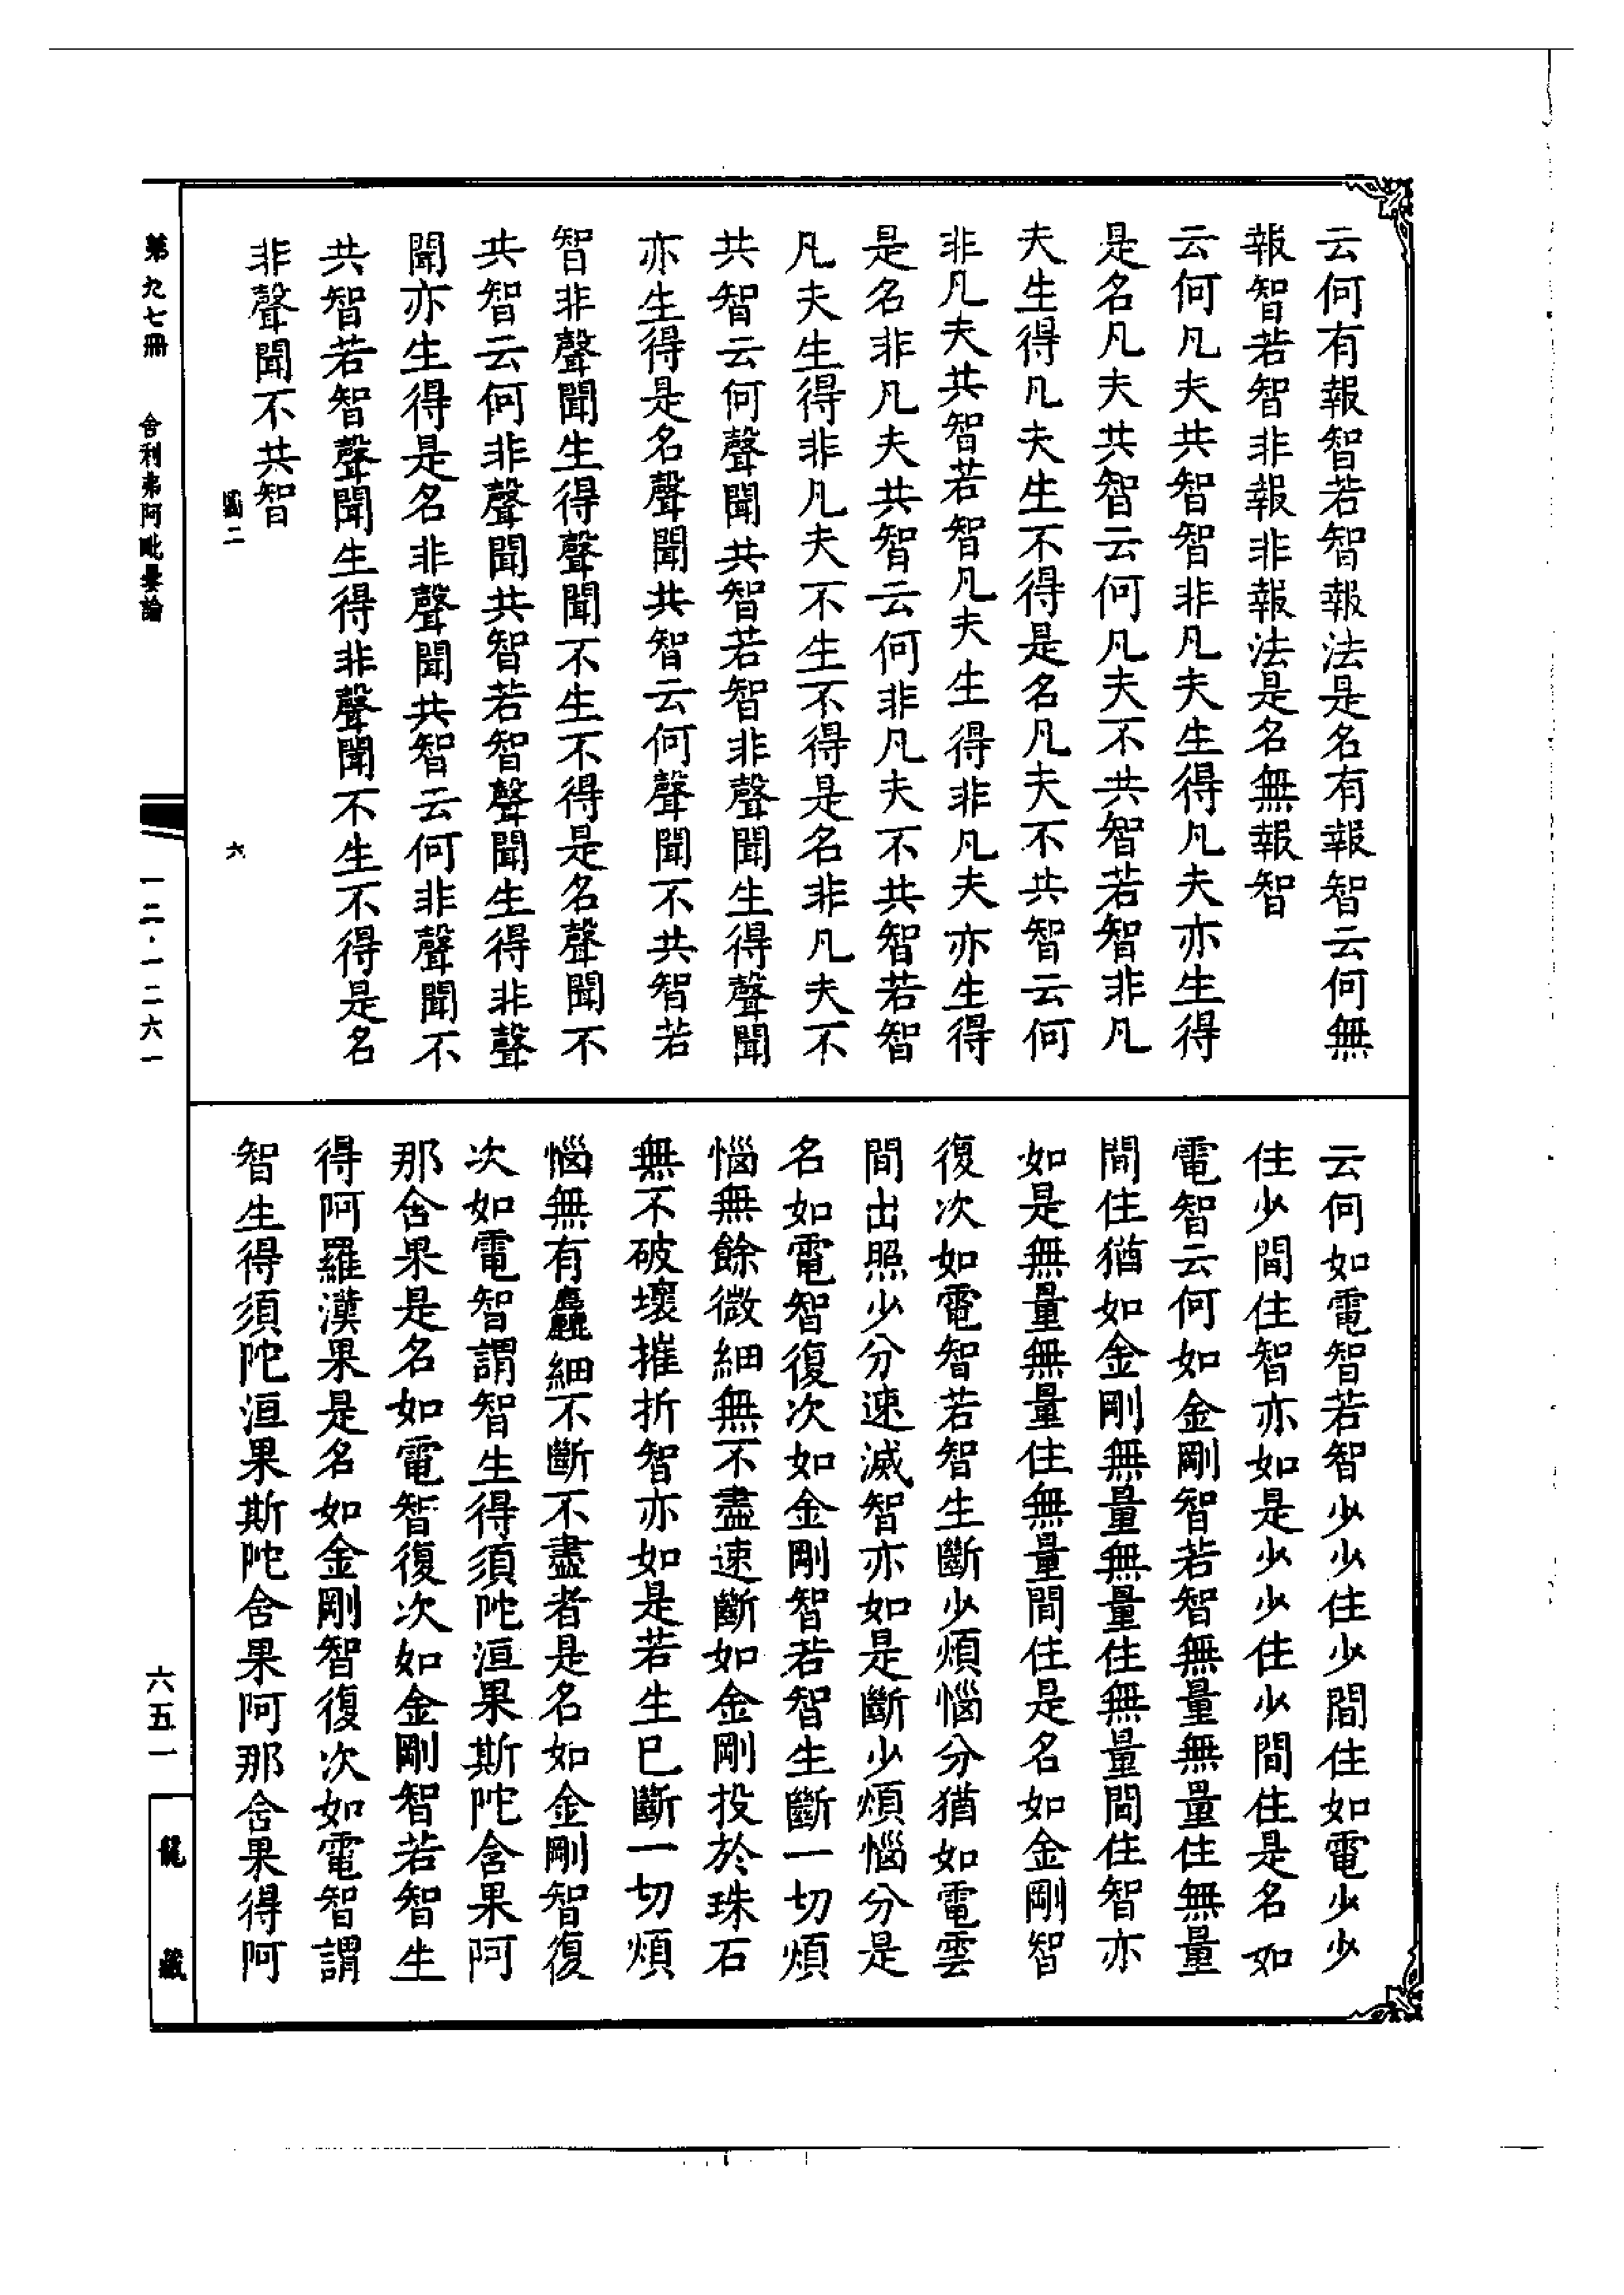 云何有報智若智報法是名有報智云何無
報智若智非報非報法是名無報智
云何凡夫共智智非凡夫生得凡夫亦生得
是名凡夫共智云何凡夫不共智若智非凡
夫生得凡夫生不得是名凡夫不共智云何
非凡夫共智若智凡夫生得非凡夫亦生得
是名非凡夫共智云何非凡夫不共智若智
凡夫生得非凡夫不生不得是名非凡夫不
共智云何聲聞共智若智非聲聞生得聲聞
亦生得是名聲聞共智云何聲聞不共智若
智非聲聞生得聲聞不生不得是名聲聞不
共智云何非聲聞共智若智聲聞生得非聲
聞亦生得是名非聲聞共智云何非聲聞不
共智若智聲聞生得非聲聞不生不得是名
非聲聞不共智
二 六
云何如電智若智少少住少間住如電少少
住少間住智亦如是少少住少間住是名如
電智云何如金剛智若智無量無量住無量
間住猶如金剛無量無量住無量間住智亦
如是無量無量住無量間住是名如金剛智
復次如電智若智生斷少煩惱分猶如電雲
間出照少分速滅智亦如是斷少煩惱分是
名如電智復次如金剛智若智生斷一切煩
惱無餘微細無不盡速斷如金剛投於珠石
無不破壞摧折智亦如是若生已斷一切煩
惱無有麤細不斷不盡者是名如金剛智復
次如電智謂智生得須陀洹果斯陀含果阿
那含果是名如電智復次如金剛智若智生
得阿羅漢果是名如金剛智復次如電智謂
智生得須陀洹果斯陀含果阿那含果得阿
第九七冊 舍利弗阿毗曇論 一二·一二六一 六五一 龍藏